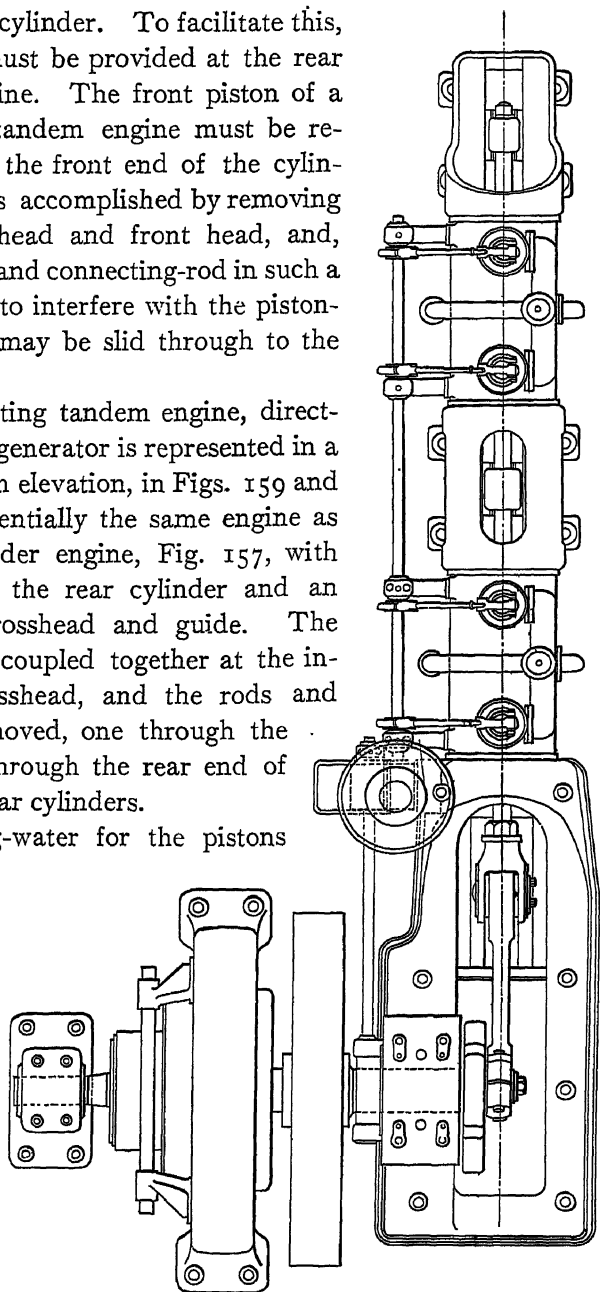 cylinder. To facilitate this,
ust be provided at the rear
ine. The front piston of a
tandem engine must be re-
the front end of the cylin-
s accomplished by removing
head and front head, and,
and connecting-rod in such a
to interfere with the piston-
may be slid through to the
ting tandem engine, direct-
generator is represented in a
n elevation, in Figs. 159 and
entially the same engine as
der engine, Fig. 157, with
the rear cylinder and an
rosshead and guide. The
coupled together at the in-
sshead, and the rods and
moved, one through the
hrough the rear end of
ar cylinders.
g-water for the pistons